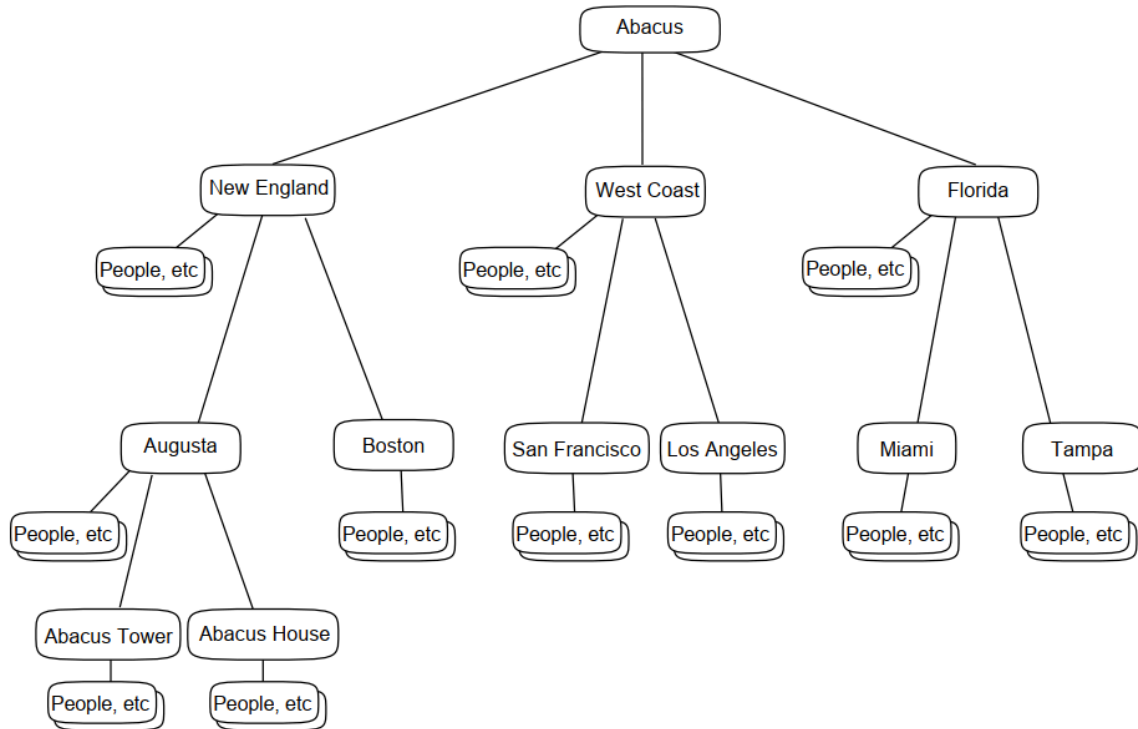 Abacus
New England
West Coast
Florida
People, etc
People, etc
People, etc
Augusta
Boston
San Francisco
Los Angeles
Miami
Tampa
People, etc
People, etc
People, etc
People, etc
People, etc
People, etc
Abacus Tower
Abacus House
People, etc
People, etc